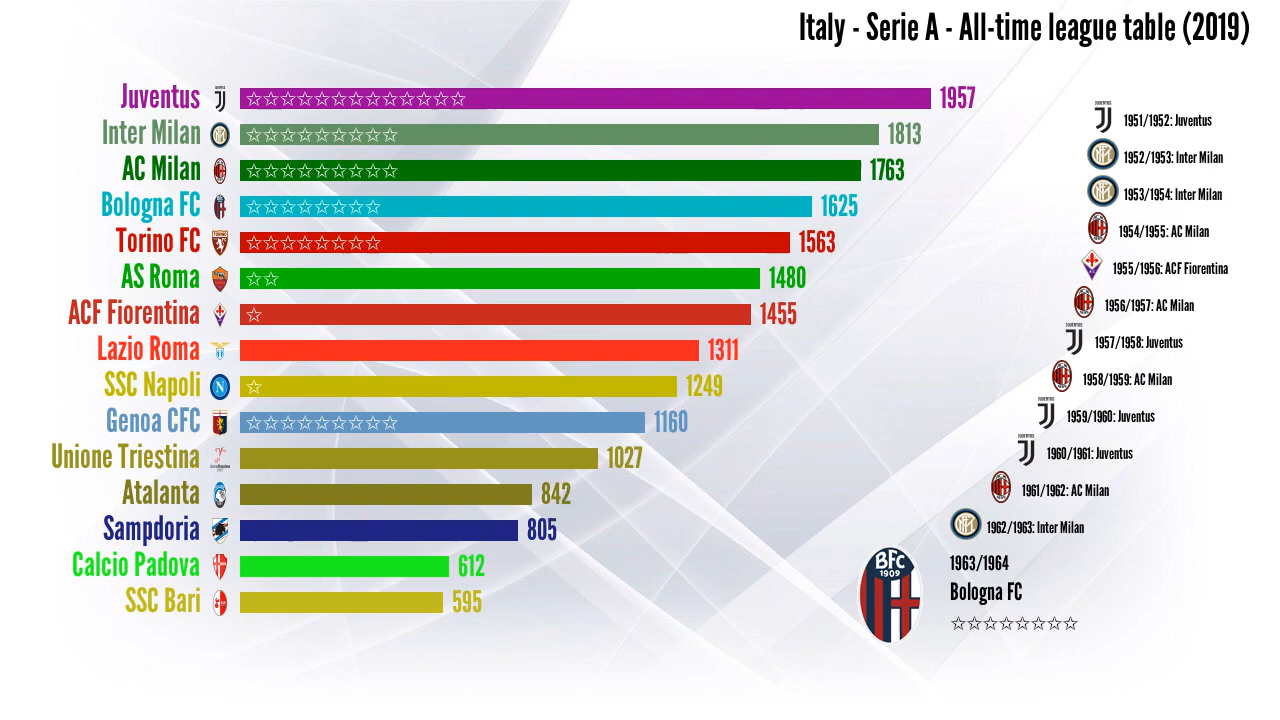 Italy - Serie A - All-time league table (2019)
Juventus ☆☆☆☆☆☆☆☆☆☆☆☆☆ 1957
Inter Milan ☆☆☆☆☆☆☆☆☆ 1813
AC Milan ☆☆☆☆☆☆☆☆☆ 1763
Bologna FC ☆☆☆☆☆☆☆☆ 1625
Torino FC ☆☆☆☆☆☆☆☆ 1563
AS Roma ☆☆ 1480
ACF Fiorentina ☆ 1455
Lazio Roma 1311
SSC Napoli ☆ 1249
Genoa CFC ☆☆☆☆☆☆☆☆☆ 1160
Unione Triestina 1027
Atalanta 842
Sampdoria 805
Calcio Padova 612
SSC Bari 595
1951/1952: Juventus
1952/1953: Inter Milan
1953/1954: Inter Milan
1954/1955: AC Milan
1955/1956: ACF Fiorentina
1956/1957: AC Milan
1957/1958: Juventus
1958/1959: AC Milan
1959/1960: Juventus
1960/1961: Juventus
1961/1962: AC Milan
1962/1963: Inter Milan
BFC
1909
1963/1964
Bologna FC
☆☆☆☆☆☆☆☆